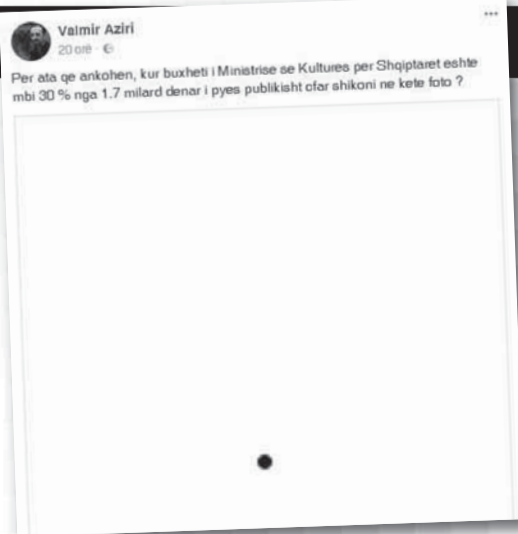 Valmir Aziri
20 orë
Per ata qe ankohen, kur buxheti i Ministrise se Kultures per Shqiptaret eshte
mbi 30 % nga 1.7 milard denar i pyes publikisht cfar shikoni ne kete foto ?